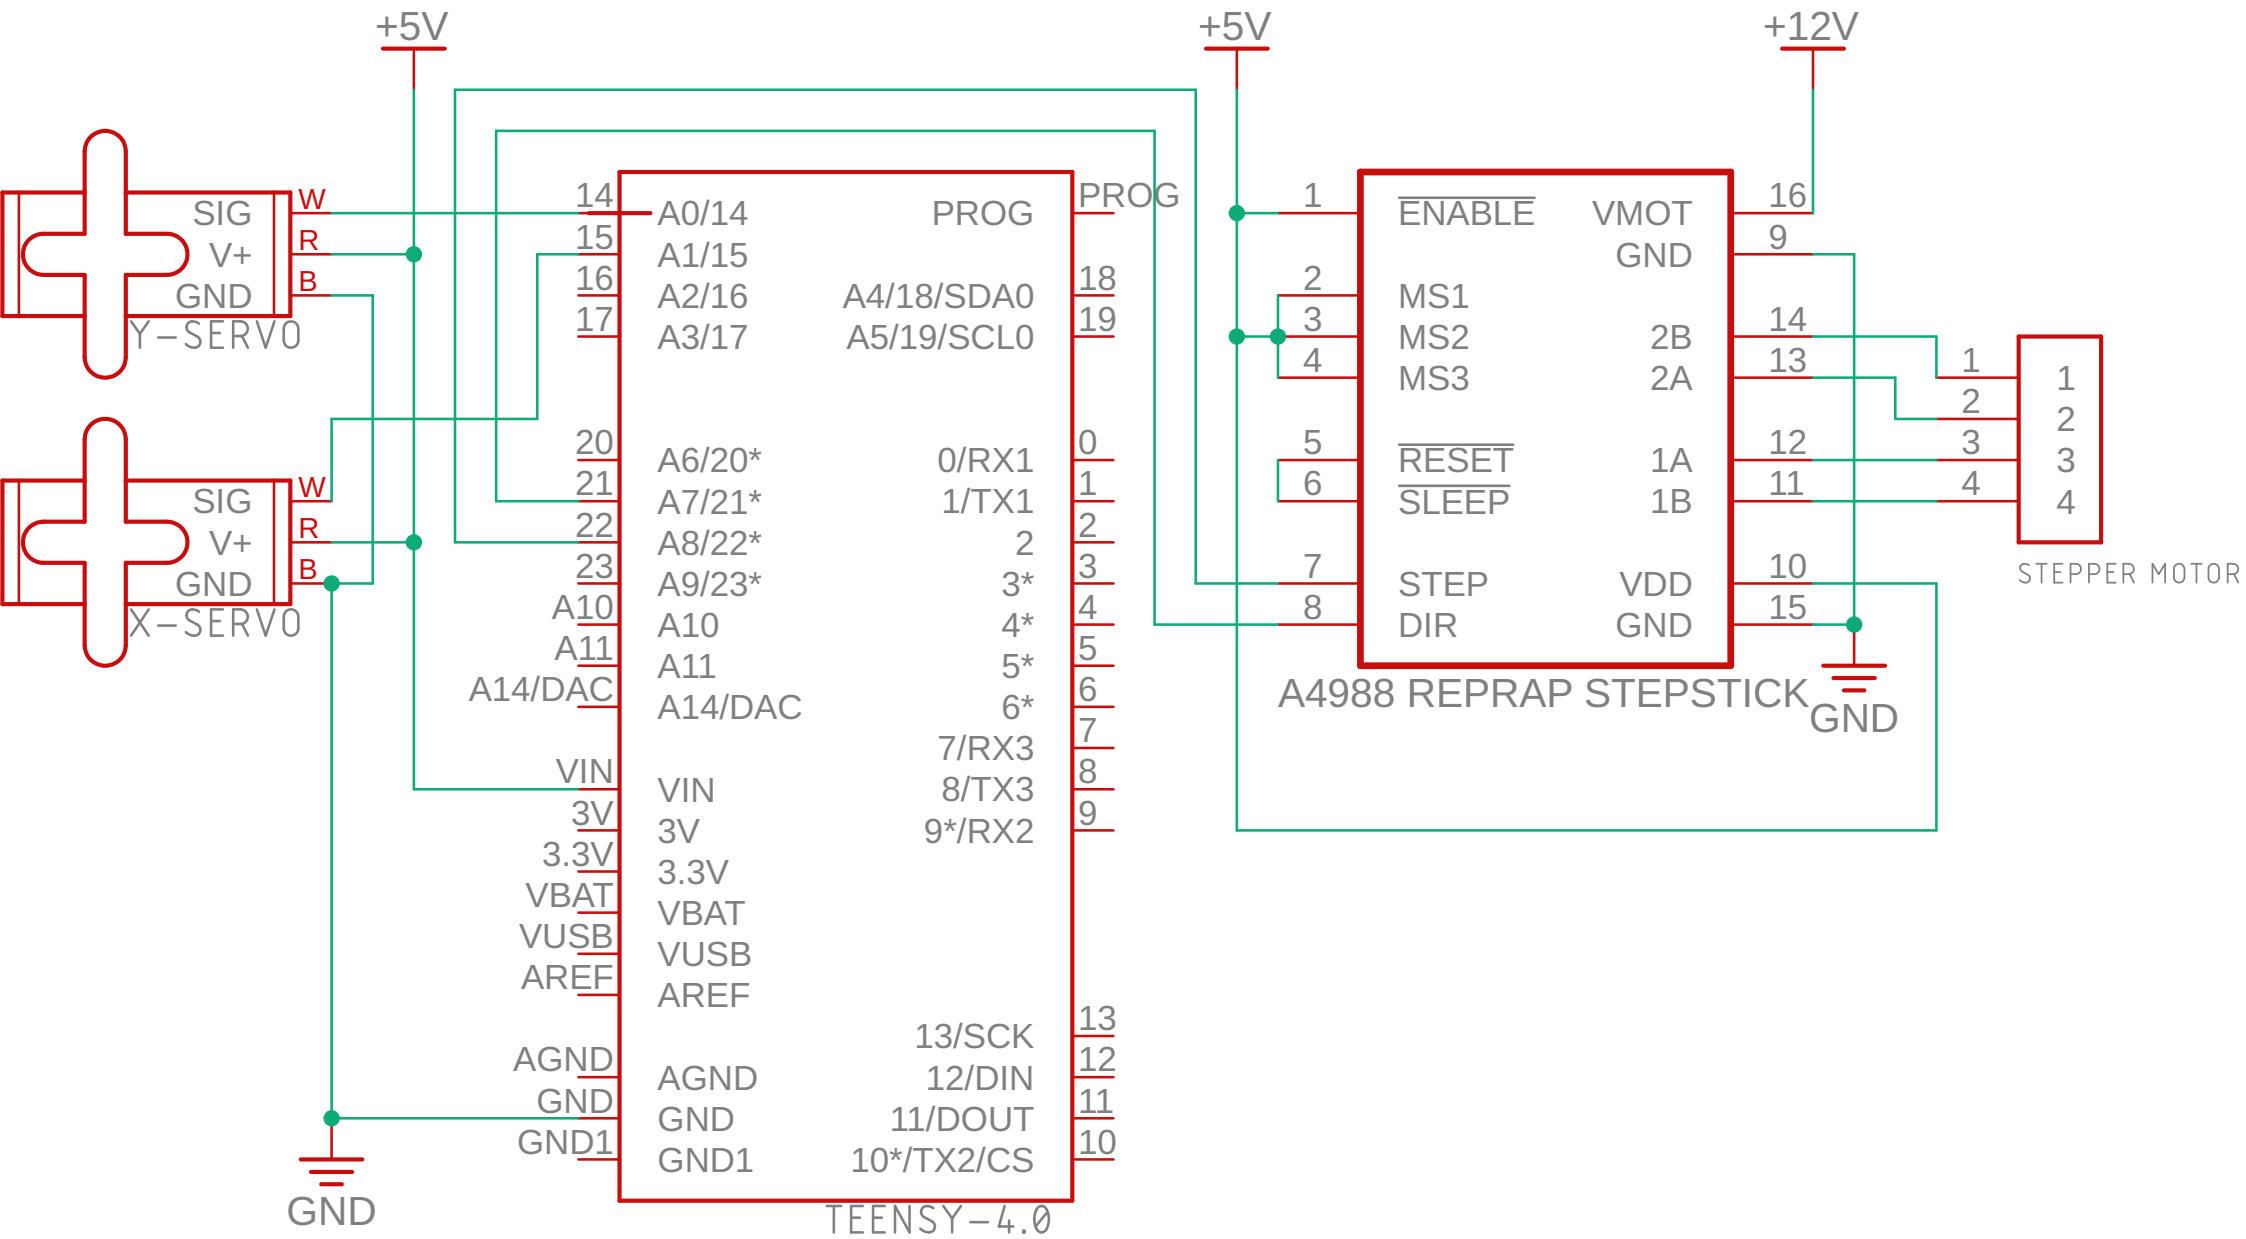 +5V
+5V
+12V
W
SIG
R
V+
B
GND
Y-SERVO
W
SIG
R
V+
B
GND
X-SERVO
GND
14 A0/14
15 A1/15
16 A2/16
17 A3/17
20 A6/20*
21 A7/21*
22 A8/22*
23 A9/23*
A10 A10
A11 A11
A14/DAC A14/DAC
VIN VIN
3V 3V
3.3V 3.3V
VBAT VBAT
VUSB VUSB
AREF AREF
AGND AGND
GND GND
GND1 GND1
PROG PROG
A4/18/SDA0 18
A5/19/SCL0 19
0/RX1 0
1/TX1 1
2 2
3* 3
4* 4
5* 5
6* 6
7/RX3 7
8/TX3 8
9*/RX2 9
13/SCK 13
12/DIN 12
11/DOUT 11
10*/TX2/CS 10
TEENSY-4.0
1 ENABLE
2 MS1
3 MS2
4 MS3
5 RESET
6 SLEEP
7 STEP
8 DIR
VMOT 16
GND 9
2B 14
2A 13
1A 12
1B 11
VDD 10
GND 15
A4988 REPRAP STEPSTICK
GND
1 1
2 2
3 3
4 4
STEPPER MOTOR